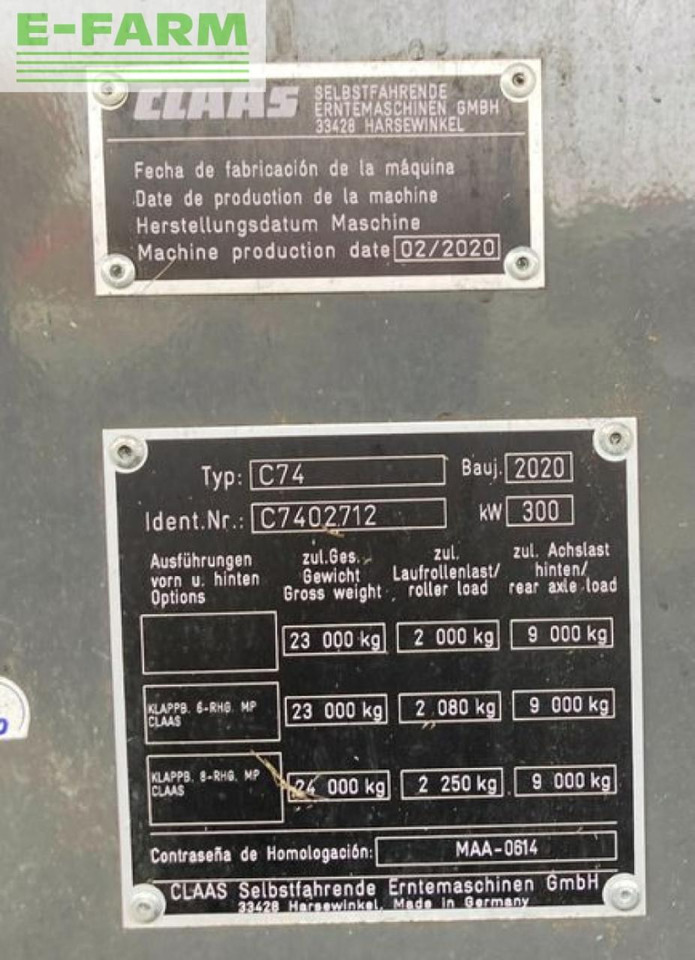 E-FARM
CLAAS SELBSTFAHRENDE
ERNTEMASCHINEN GMBH
33428 HARSEWINKEL
Fecha de fabricación de la máquina
Date de production de la machine
Herstellungsdatum Maschine
Machine production date 02/2020
Typ: C74 Bauj. 2020
Ident.Nr.: C7402712 kW 300
Ausführungen
vorn u. hinten
Options
zul.Ges.
Gewicht
Gross weight
zul.
Laufrollenlast/
roller load
zul. Achslast
hinten/
rear axle load
23 000 kg 2 000 kg 9 000 kg
KLAPPB. 6-RHG. MP
CLAAS
23 000 kg 2 080 kg 9 000 kg
KLAPPB. 8-RHG. MP
CLAAS
24 000 kg 2 250 kg 9 000 kg
Contraseña de Homologación: MAA-0614
CLAAS Selbstfahrende Erntemaschinen GmbH
33428 Harsewinkel, Made in Germany